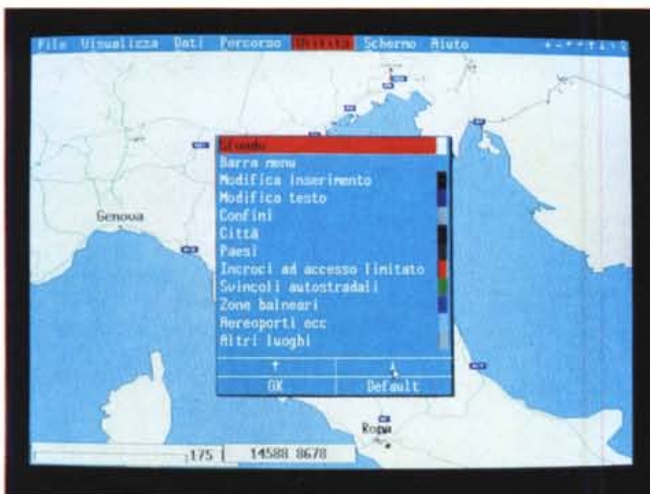 File Visualizza Dati Percorso Utilità Schermo Aiuto
Sfondo
Barra menu
Modifica inserimento
Modifica testo
Confini
Città
Paesi
Incroci ad accesso limitato
Svincoli autostradali
Zone balneari
Aereoporti ecc
Altri luoghi
OK Default
Genova
Roma
175 14588 8678